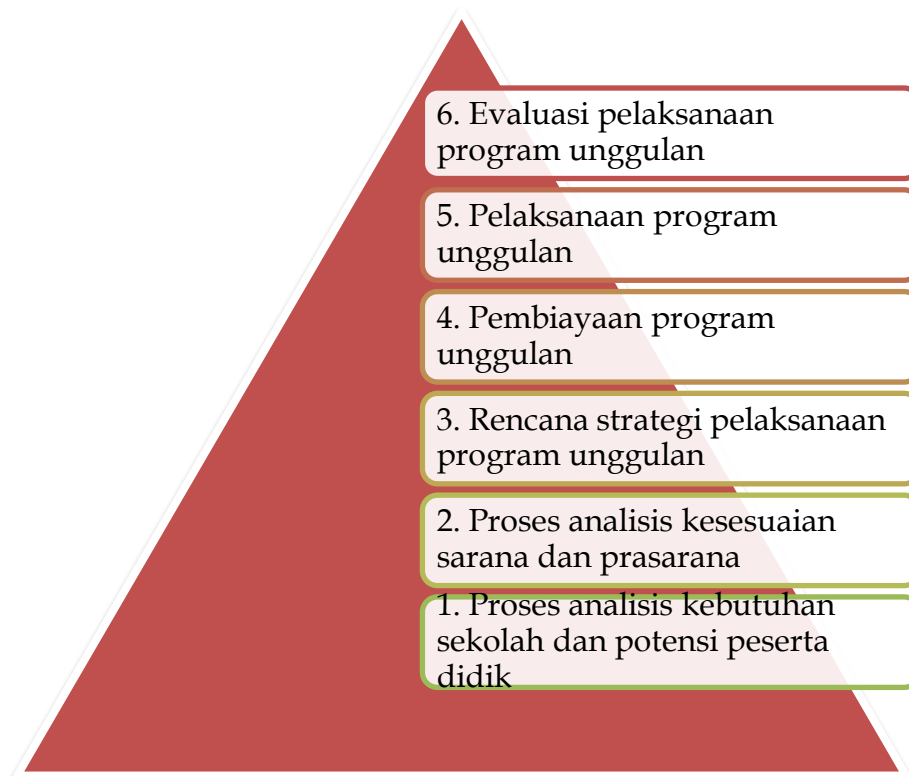 6. Evaluasi pelaksanaan
program unggulan
5. Pelaksanaan program
unggulan
4. Pembiayaan program
unggulan
3. Rencana strategi pelaksanaan
program unggulan
2. Proses analisis kesesuaian
sarana dan prasarana
1. Proses analisis kebutuhan
sekolah dan potensi peserta
didik